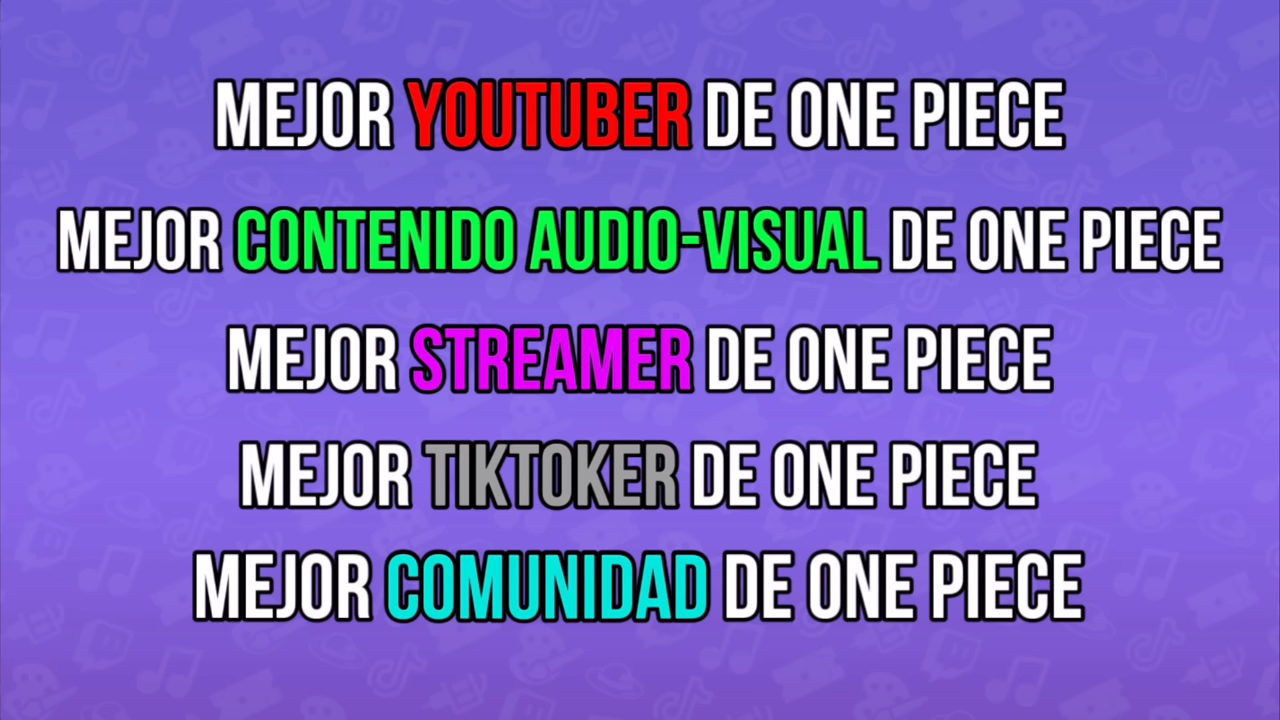 MEJOR YOUTUBER DE ONE PIECE
MEJOR CONTENIDO AUDIO-VISUAL DE ONE PIECE
MEJOR STREAMER DE ONE PIECE
MEJOR TIKTOKER DE ONE PIECE
MEJOR COMUNIDAD DE ONE PIECE